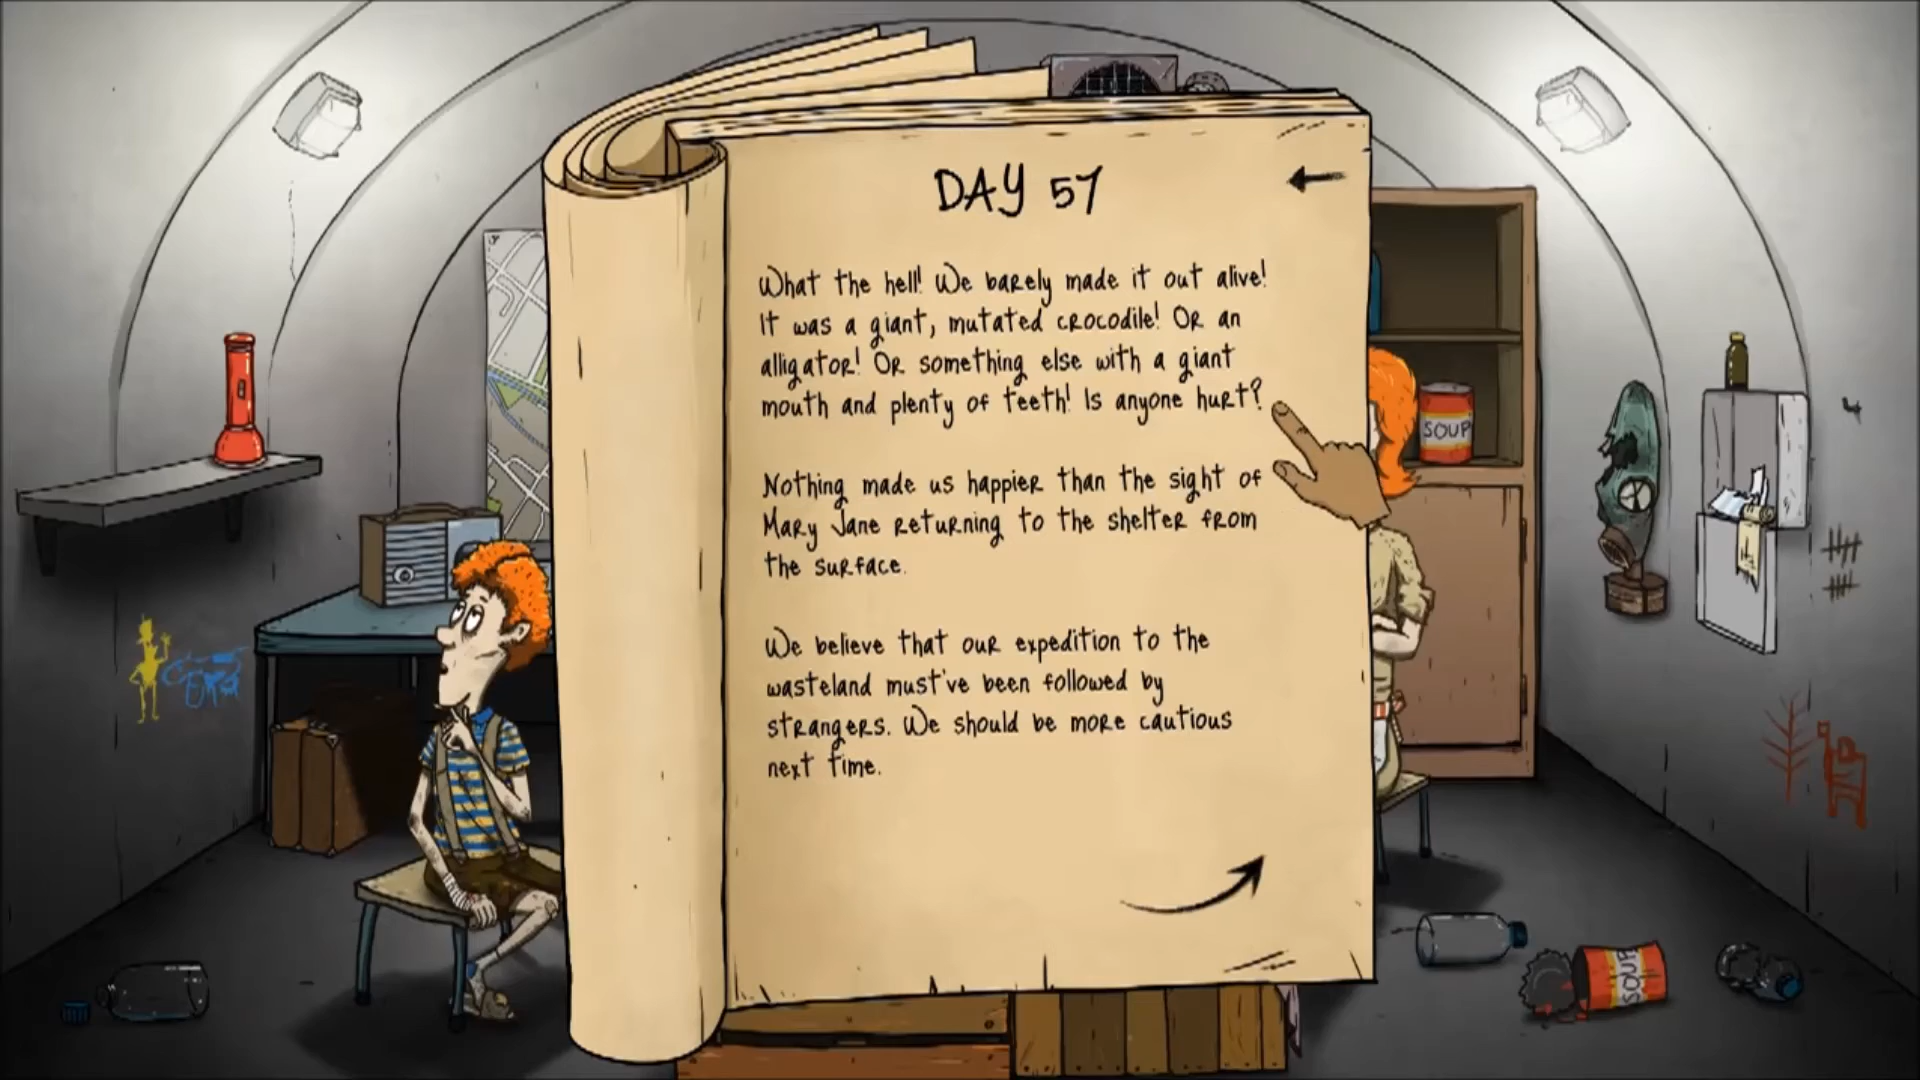 DAY 57
What the hell! We barely made it out alive!
It was a giant, mutated crocodile! Or an
alligator! Or something else with a giant
mouth and plenty of teeth! Is anyone hurt?
Nothing made us happier than the sight of
Mary Jane returning to the shelter from
the surface.
We believe that our expedition to the
wasteland must've been followed by
strangers. We should be more cautious
next time.
SOUP
SOUP